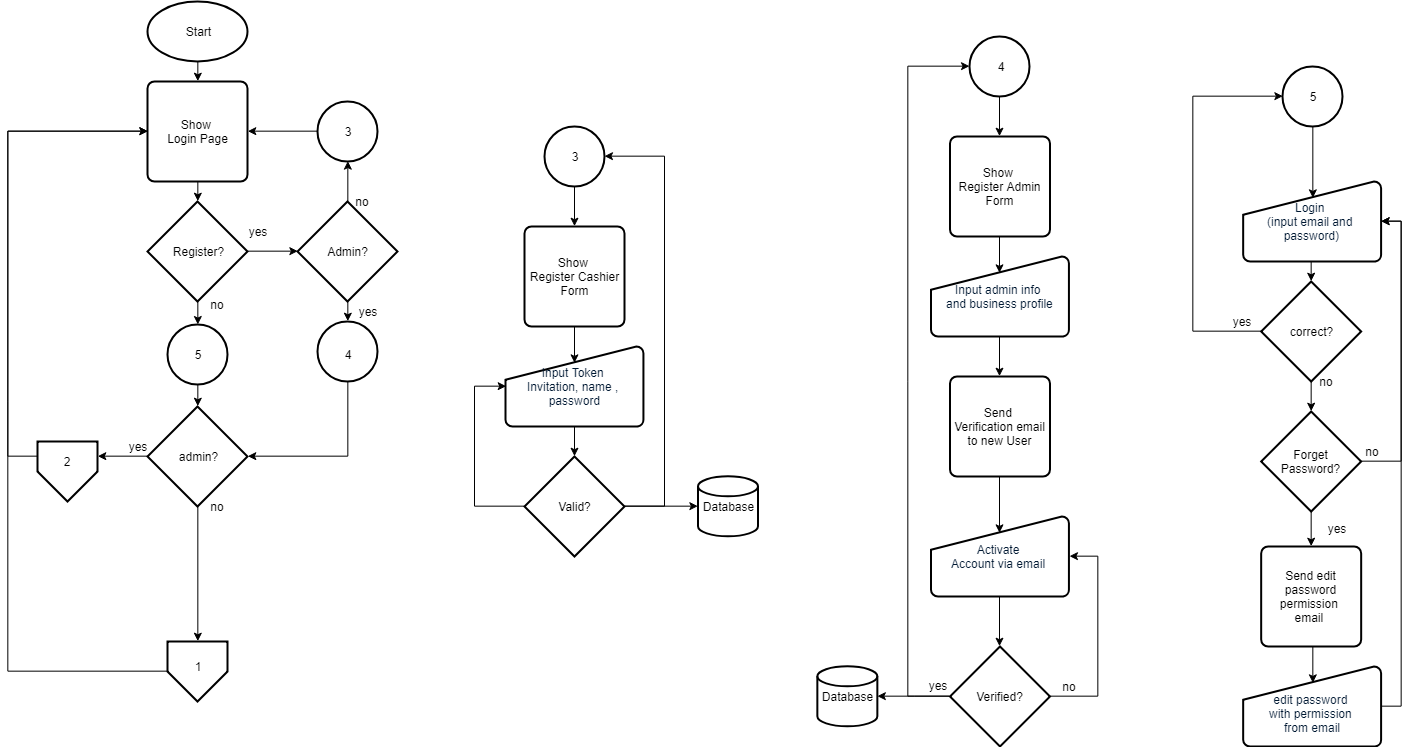 Start
Show
Login Page
3
no
Register?
yes
Admin?
no
yes
5
4
admin?
yes
2
no
1
3
Show
Register Cashier
Form
Input Token
Invitation, name ,
password
Valid?
Database
4
Show
Register Admin
Form
Input admin info
and business profile
Send
Verification email
to new User
Activate
Account via email
Verified?
yes
no
Database
5
Login
(input email and
password)
correct?
yes
no
Forget
Password?
no
yes
Send edit
password
permission
email
edit password
with permission
from email